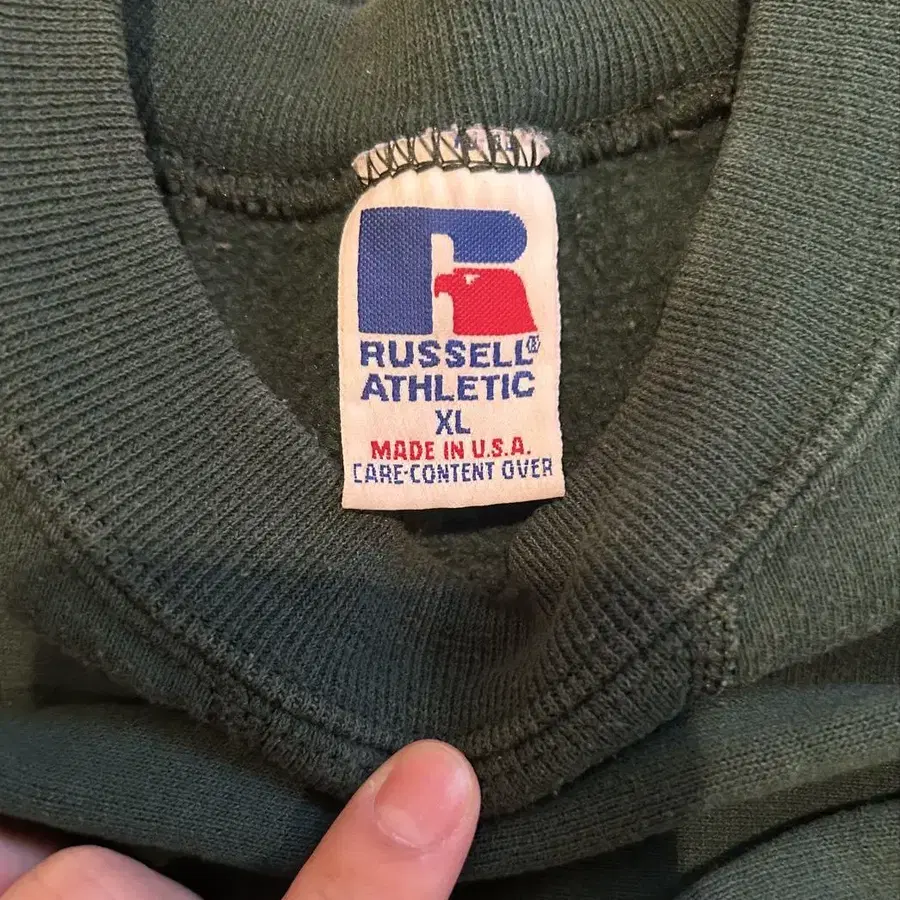 RUSSELL®
ATHLETIC
XL
MADE IN U.S.A.
CARE-CONTENT OVER